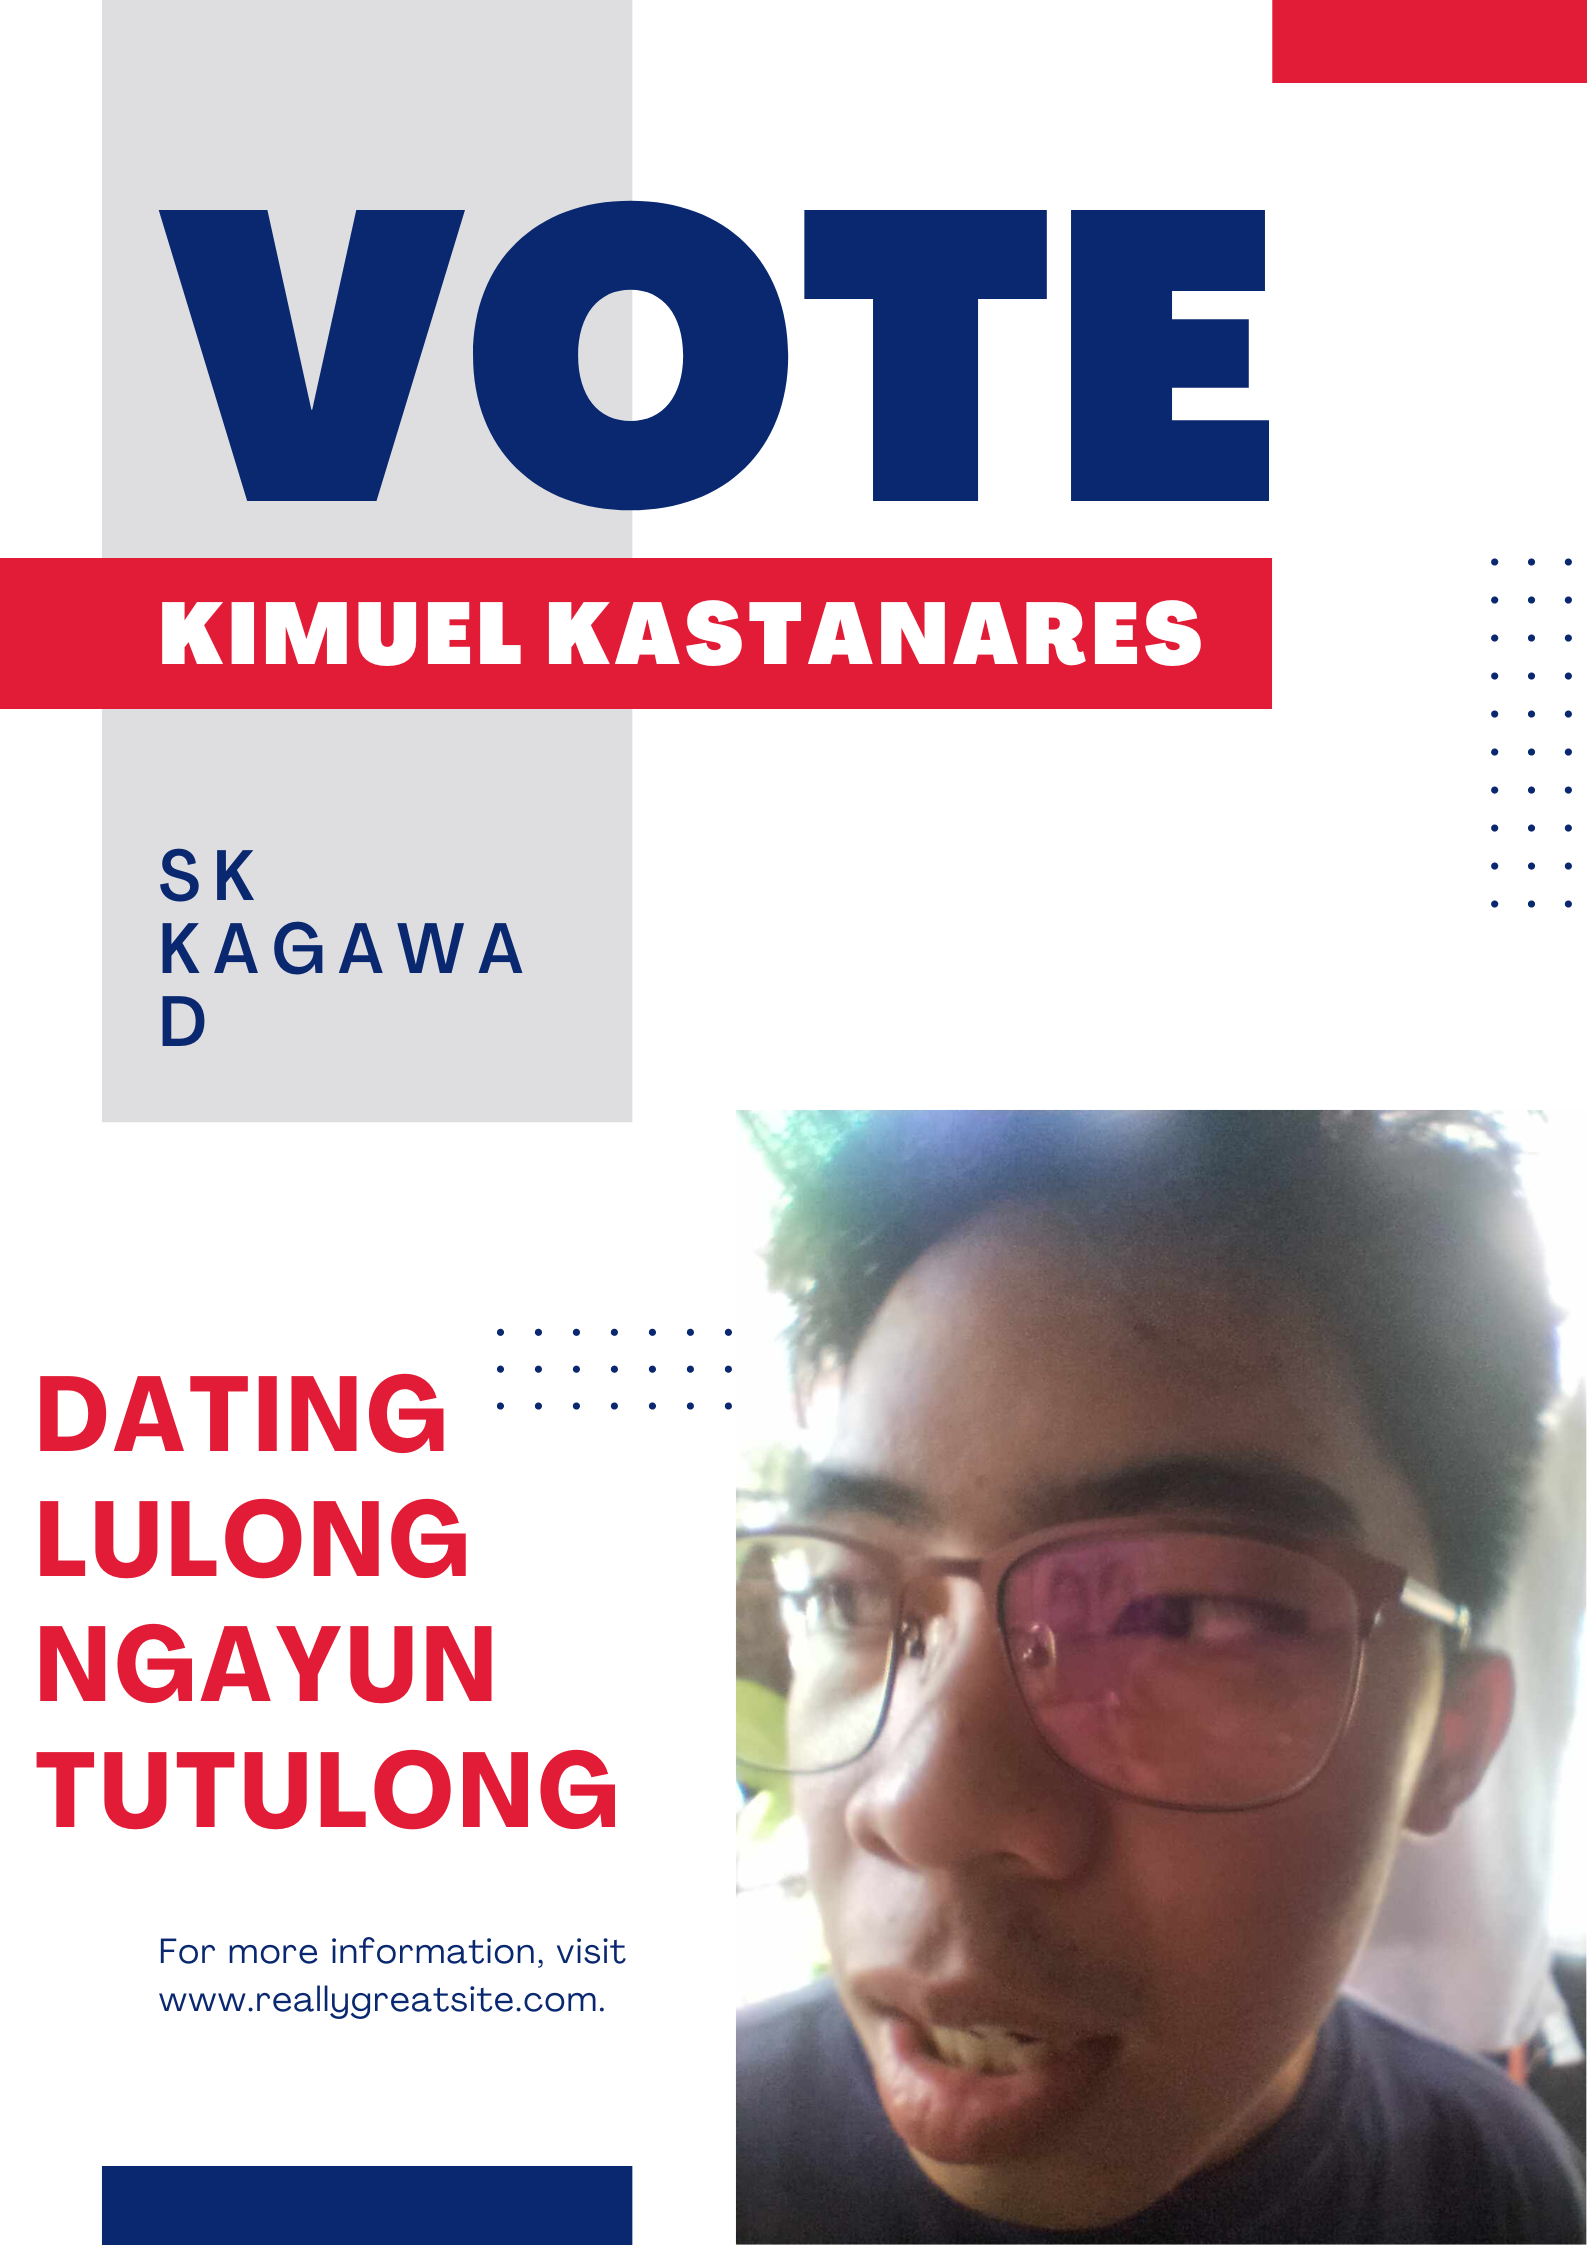 VOTE
KIMUEL KASTANARES
SK
KAGAWA
D
DATING
LULONG
NGAYUN
TUTULONG
For more information, visit
www.reallygreatsite.com.